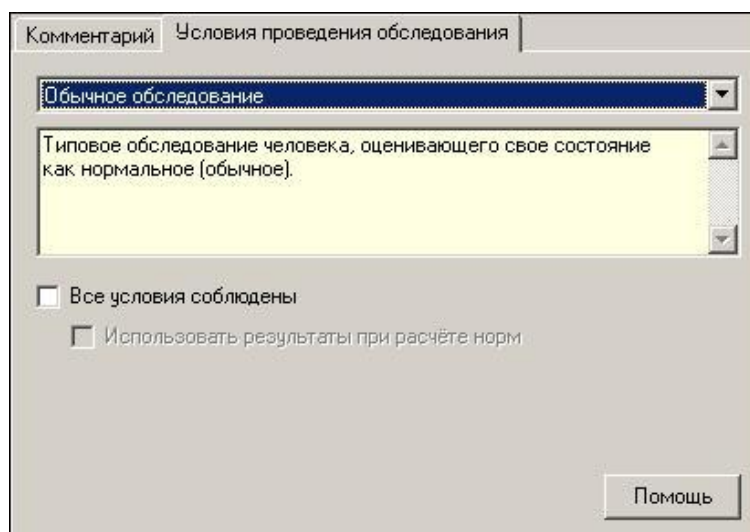 Комментарий
Условия проведения обследования
Обычное обследование
Типовое обследование человека, оценивающего свое состояние
как нормальное (обычное).
Все условия соблюдены
Использовать результаты при расчёте норм
Помощь